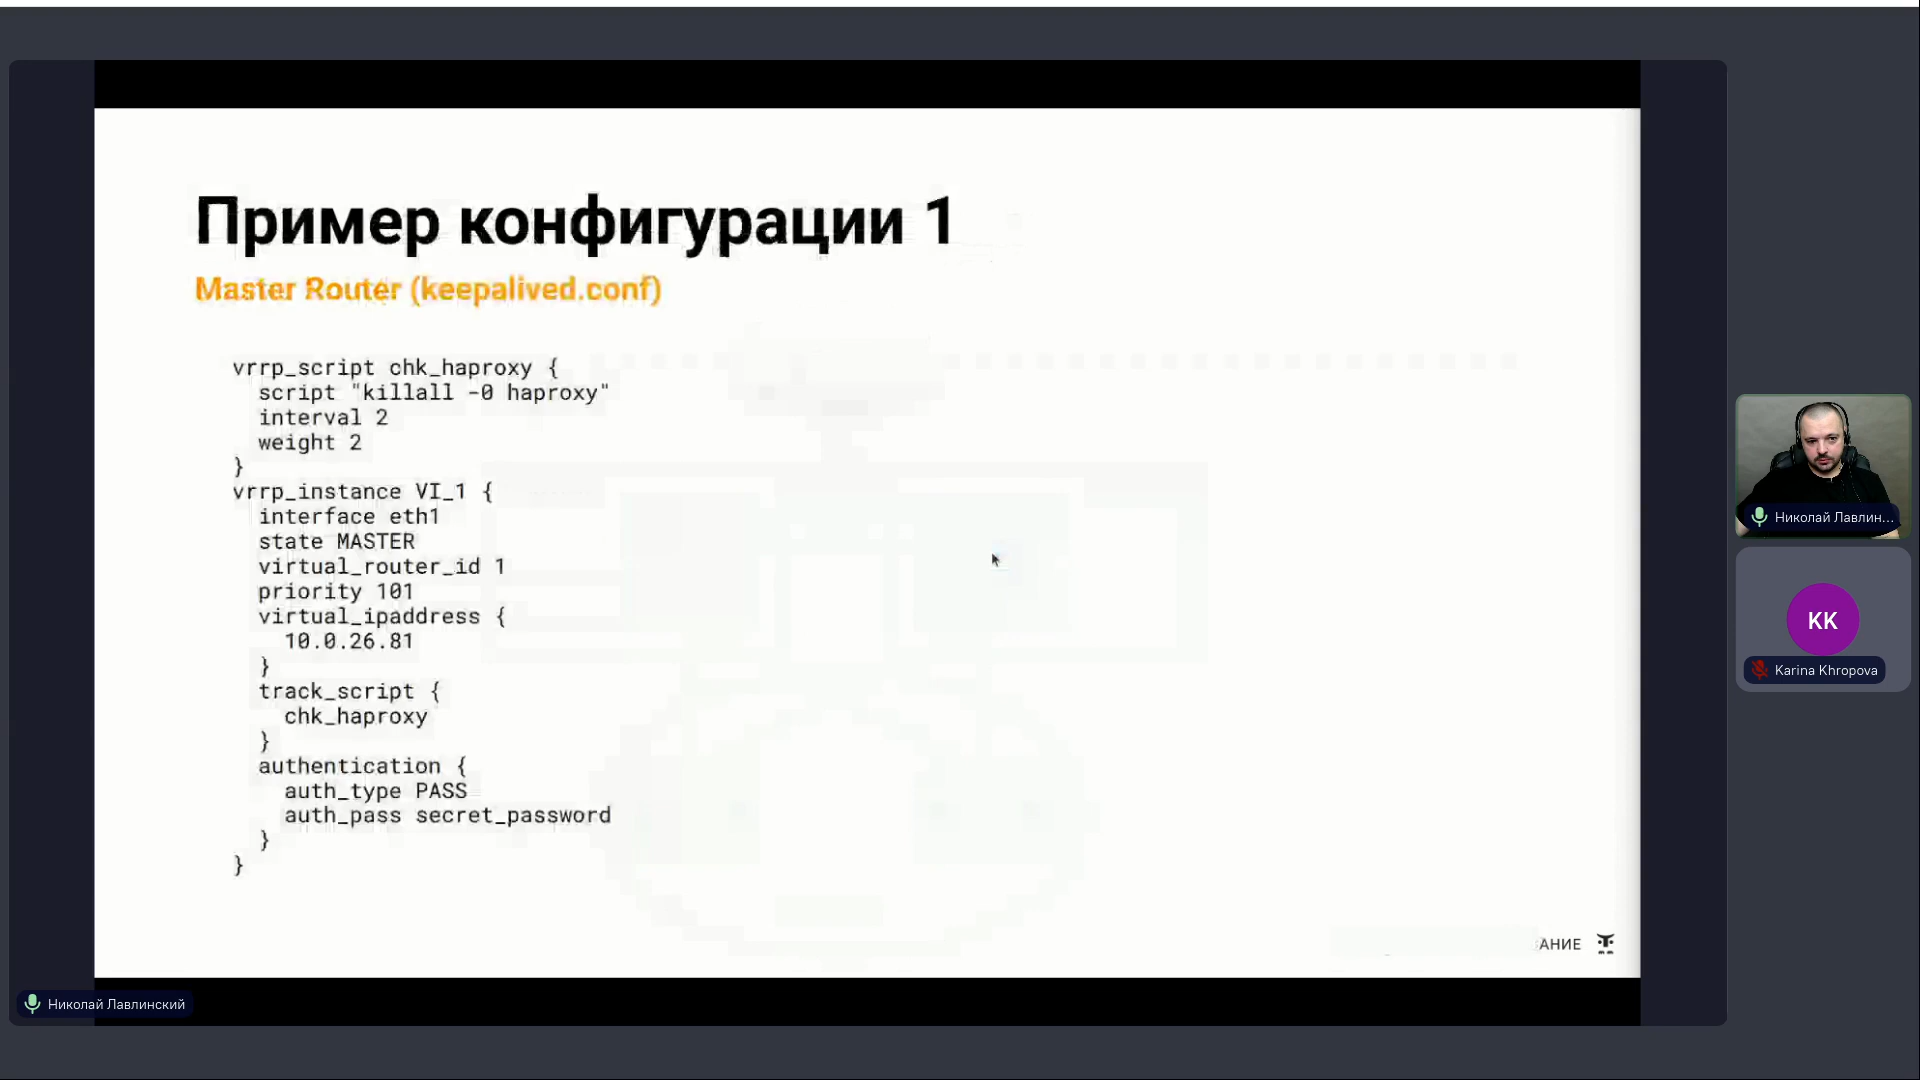 Пример конфигурации 1
Master Router (keepalived.conf)
vrrp_script chk_haproxy {
script "killall -0 haproxy"
interval 2
weight 2
}
vrrp_instance VI_1 {
interface eth1
state MASTER
virtual_router_id 1
priority 101
virtual_ipaddress {
10.0.26.81
}
track_script {
chk_haproxy
}
authentication {
auth_type PASS
auth_pass secret_password
}
}
АНИЕ
Николай Лавлинский
Николай Лавлин...
KK
Karina Khropova